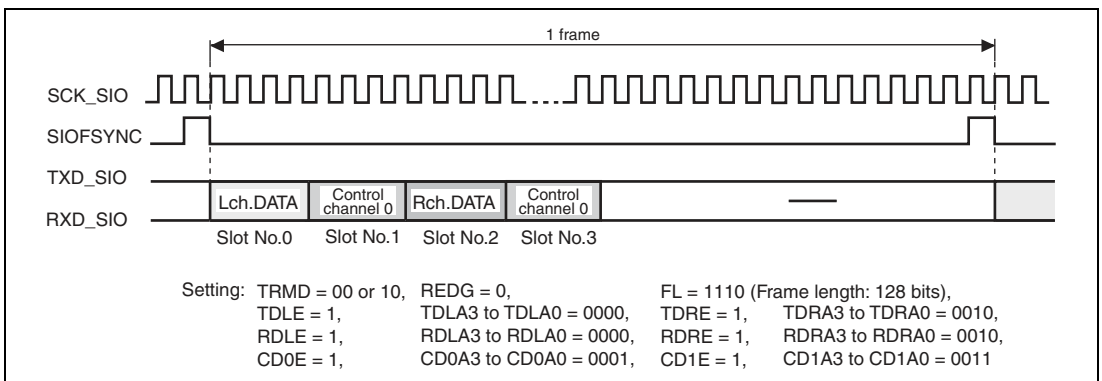 1 frame
SCK_SIO
SIOFSYNC
TXD_SIO
RXD_SIO
Lch.DATA
Control
channel 0
Rch.DATA
Control
channel 0
Slot No.0 Slot No.1 Slot No.2 Slot No.3
Setting: TRMD = 00 or 10, REDG = 0, FL = 1110 (Frame length: 128 bits),
TDLE = 1, TDLA3 to TDLA0 = 0000, TDRE = 1, TDRA3 to TDRA0 = 0010,
RDLE = 1, RDLA3 to RDLA0 = 0000, RDRE = 1, RDRA3 to RDRA0 = 0010,
CD0E = 1, CD0A3 to CD0A0 = 0001, CD1E = 1, CD1A3 to CD1A0 = 0011